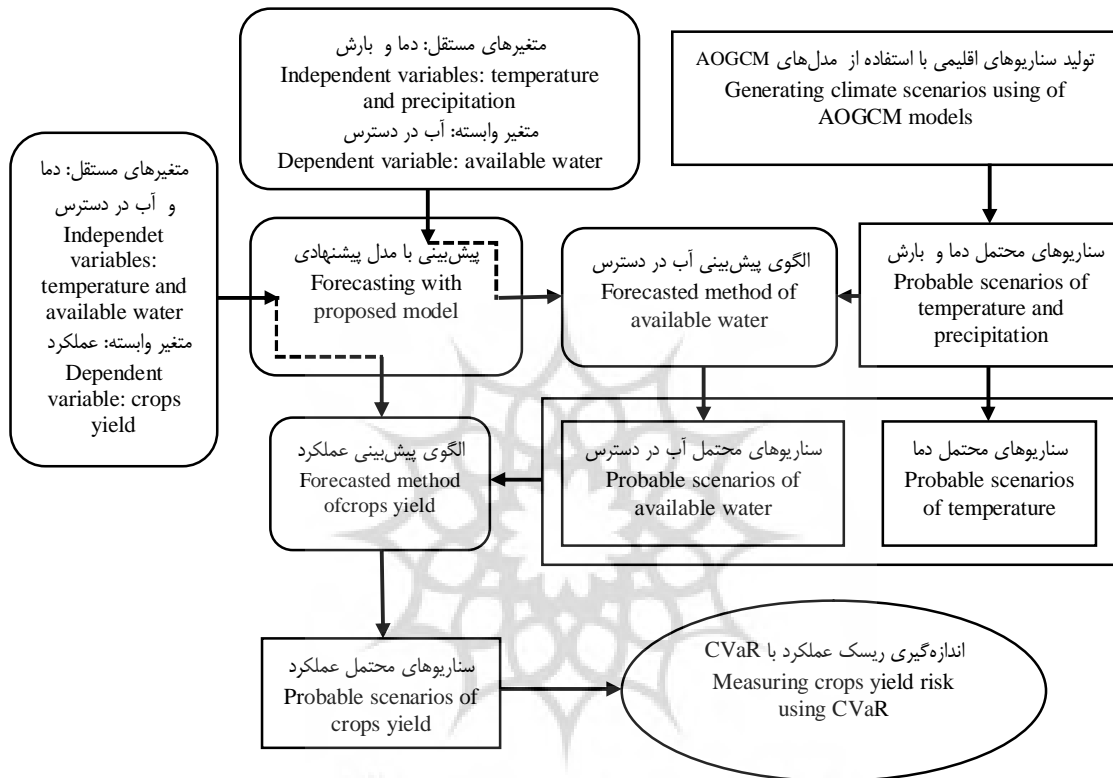 متغیرهای مستقل: دما و بارش
Independent variables: temperature
and precipitation
متغیر وابسته: آب در دسترس
Dependent variable: available water
تولید سناریوهای اقلیمی با استفاده از مدل‌های AOGCM
Generating climate scenarios using of
AOGCM models
متغیرهای مستقل: دما
و آب در دسترس
Independet
variables:
temperature and
available water
متغیر وابسته: عملکرد
Dependent
variable: crops
yield
پیش‌بینی با مدل پیشنهادی
Forecasting with
proposed model
الگوی پیش‌بینی آب در دسترس
Forecasted method of
available water
سناریوهای محتمل دما و بارش
Probable scenarios of
temperature and
precipitation
الگوی پیش‌بینی عملکرد
Forecasted method
ofcrops yield
سناریوهای محتمل آب در دسترس
Probable scenarios of
available water
سناریوهای محتمل دما
Probable scenarios
of temperature
سناریوهای محتمل عملکرد
Probable scenarios of
crops yield
اندازه‌گیری ریسک عملکرد با CVaR
Measuring crops yield risk
using CVaR